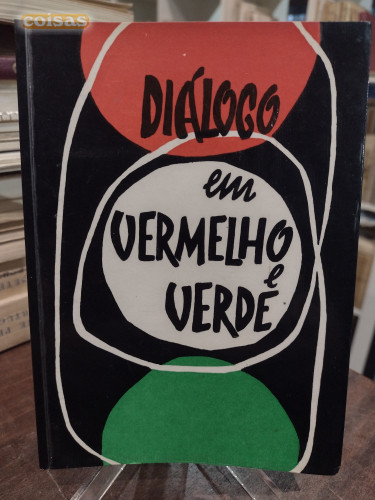 coisas
DIÁLOGO
em
VERMELHO
e
VERDE